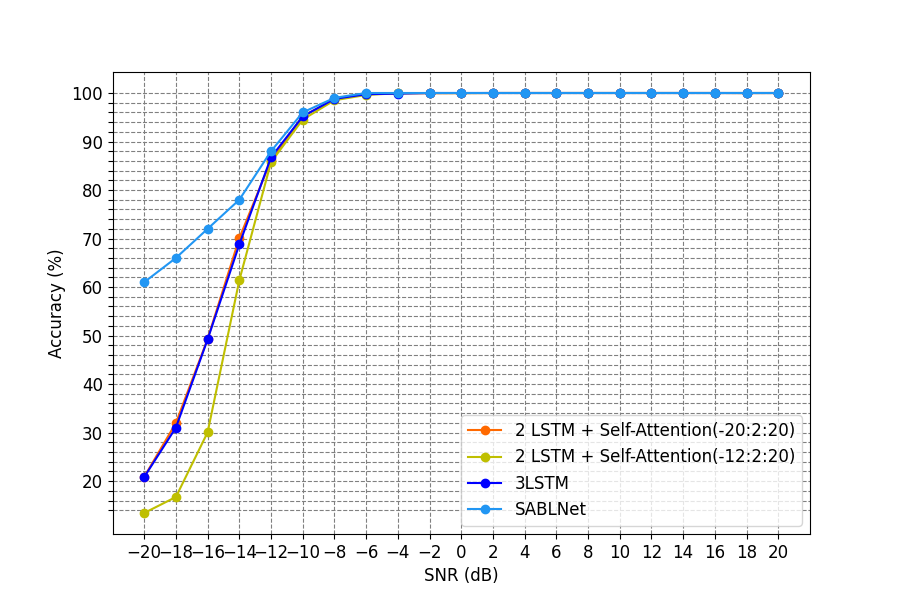 100
90
80
70
60
50
40
30
20
Accuracy (%)
2 LSTM + Self-Attention(-20:2:20)
2 LSTM + Self-Attention(-12:2:20)
3LSTM
SABLNet
−20 −18 −16 −14 −12 −10 −8 −6 −4 −2 0 2 4 6 8 10 12 14 16 18 20
SNR (dB)